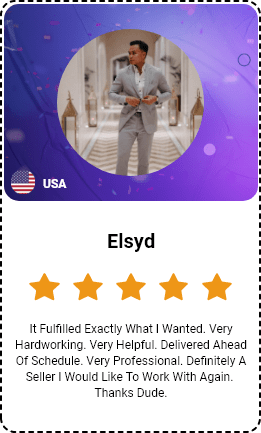 USA
Elsyd
It Fulfilled Exactly What I Wanted. Very
Hardworking. Very Helpful. Delivered Ahead
Of Schedule. Very Professional. Definitely A
Seller I Would Like To Work With Again.
Thanks Dude.